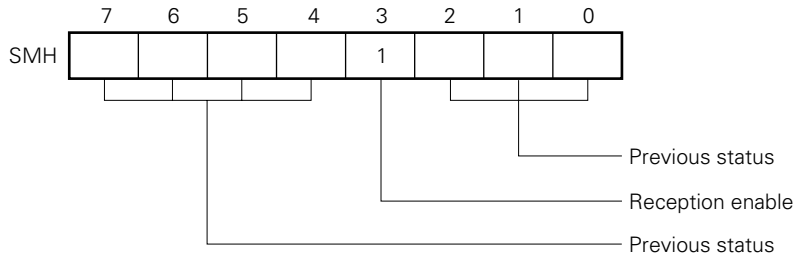 7 6 5 4 3 2 1 0
SMH 1
Previous status
Reception enable
Previous status